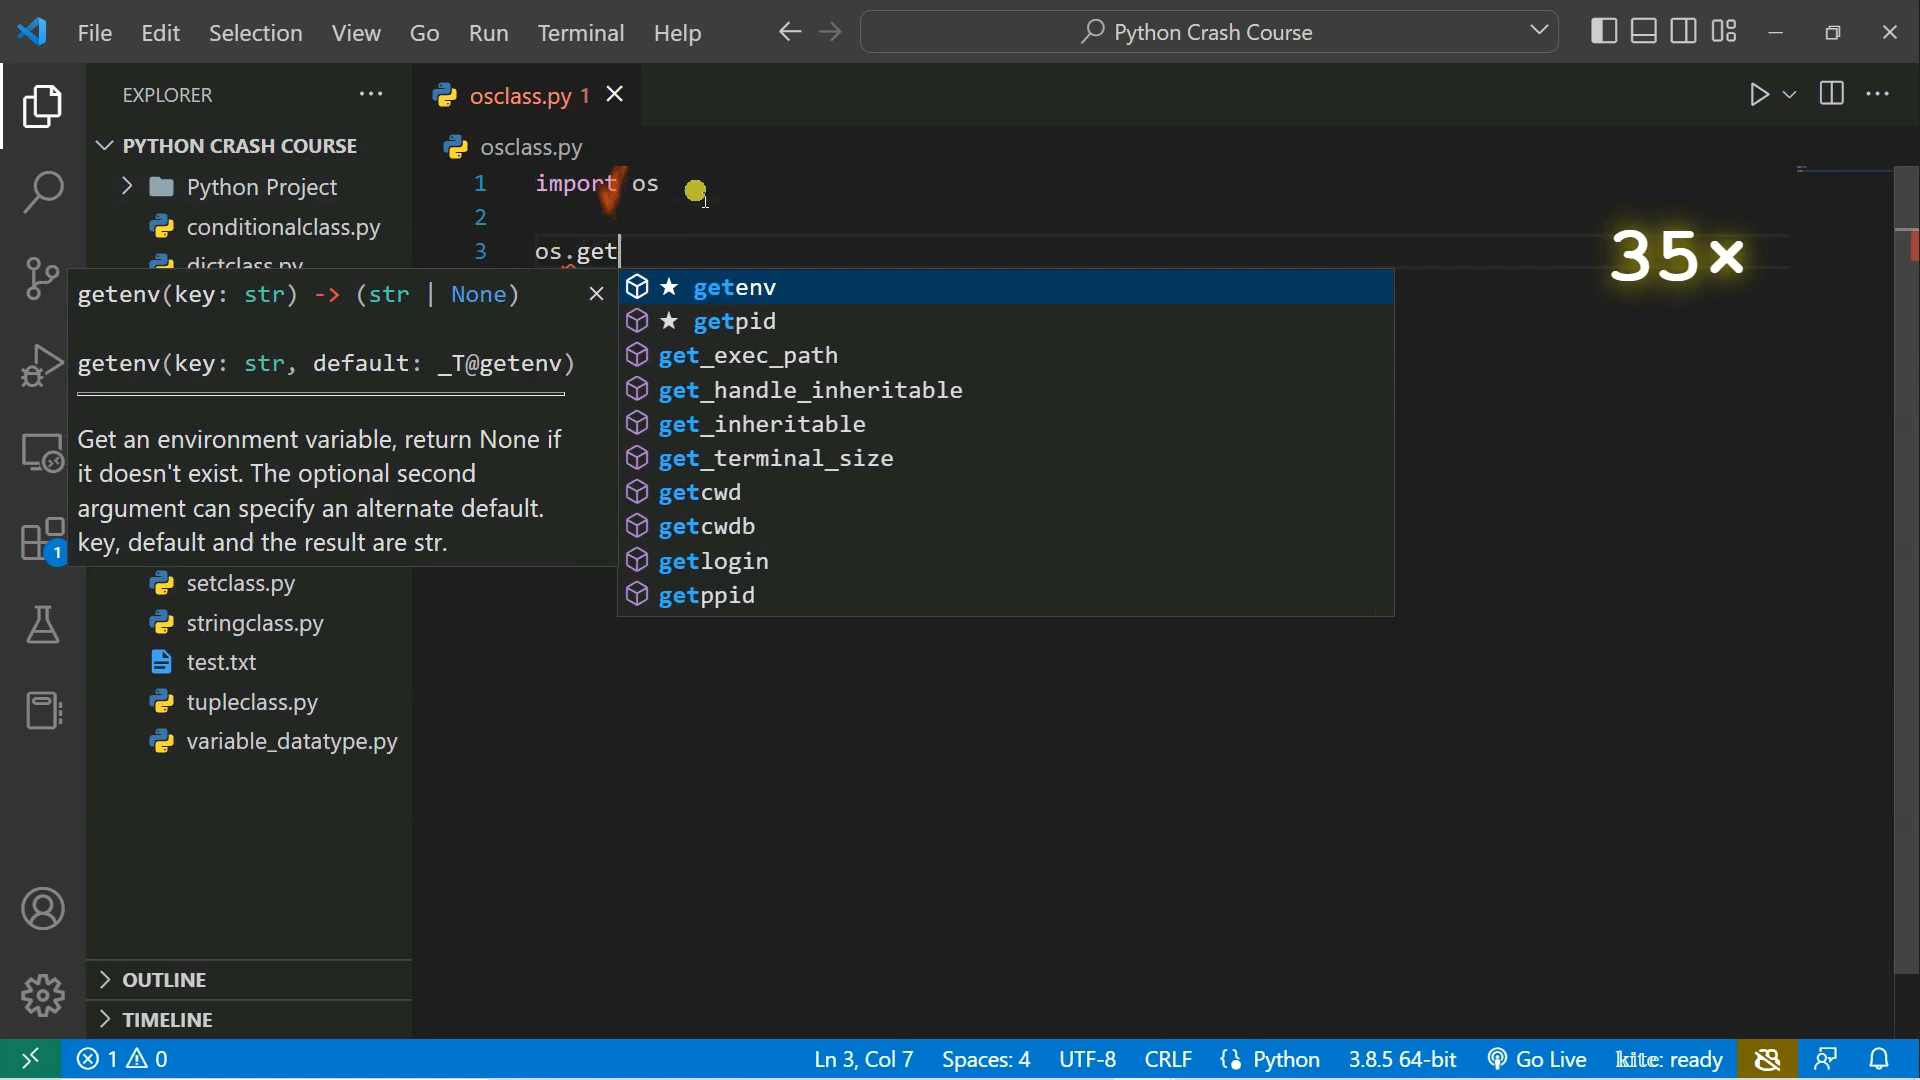 File Edit Selection View Go Run Terminal Help
Python Crash Course
EXPLORER
osclass.py 1
PYTHON CRASH COURSE
osclass.py
Python Project
conditionalclass.py
dictclass.py
1 import os
2
3 os.get
35×
getenv(key: str) -> (str | None)
getenv(key: str, default: _T@getenv)
Get an environment variable, return None if
it doesn't exist. The optional second
argument can specify an alternate default.
key, default and the result are str.
★ getenv
★ getpid
get_exec_path
get_handle_inheritable
get_inheritable
get_terminal_size
getcwd
getcwdb
getlogin
getppid
1
setclass.py
stringclass.py
test.txt
tupleclass.py
variable_datatype.py
OUTLINE
TIMELINE
1 0
Ln 3, Col 7 Spaces: 4 UTF-8 CRLF Python 3.8.5 64-bit Go Live kite: ready